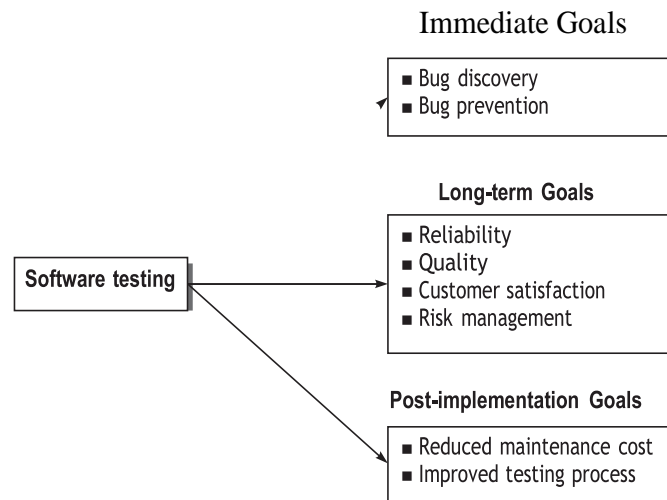 Immediate Goals
■ Bug discovery
■ Bug prevention
Long-term Goals
■ Reliability
■ Quality
■ Customer satisfaction
■ Risk management
Software testing
Post-implementation Goals
■ Reduced maintenance cost
■ Improved testing process